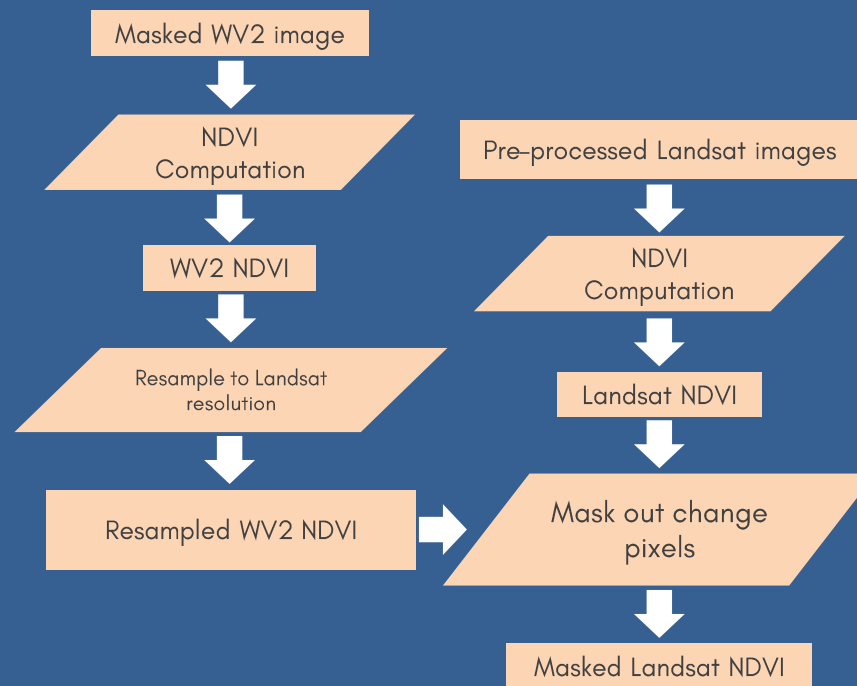 Masked WV2 image
NDVI
Computation
WV2 NDVI
Resample to Landsat
resolution
Resampled WV2 NDVI
Pre-processed Landsat images
NDVI
Computation
Landsat NDVI
Mask out change
pixels
Masked Landsat NDVI